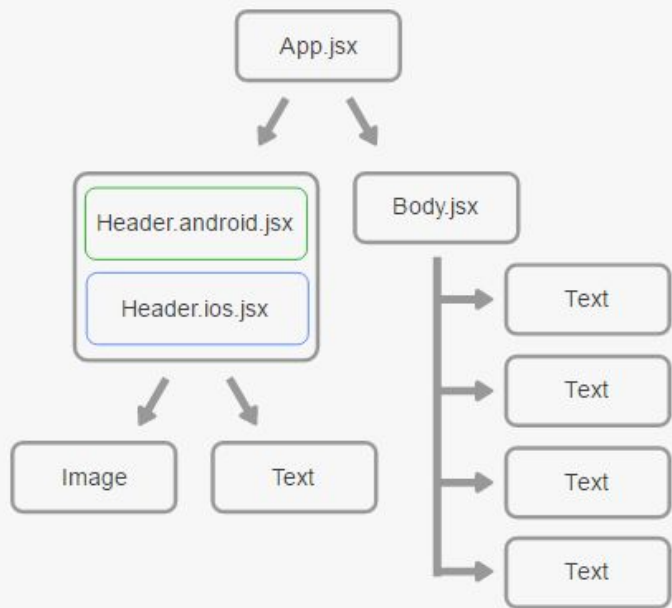 App.jsx
Header.android.jsx
Header.ios.jsx
Body.jsx
Image
Text
Text
Text
Text
Text